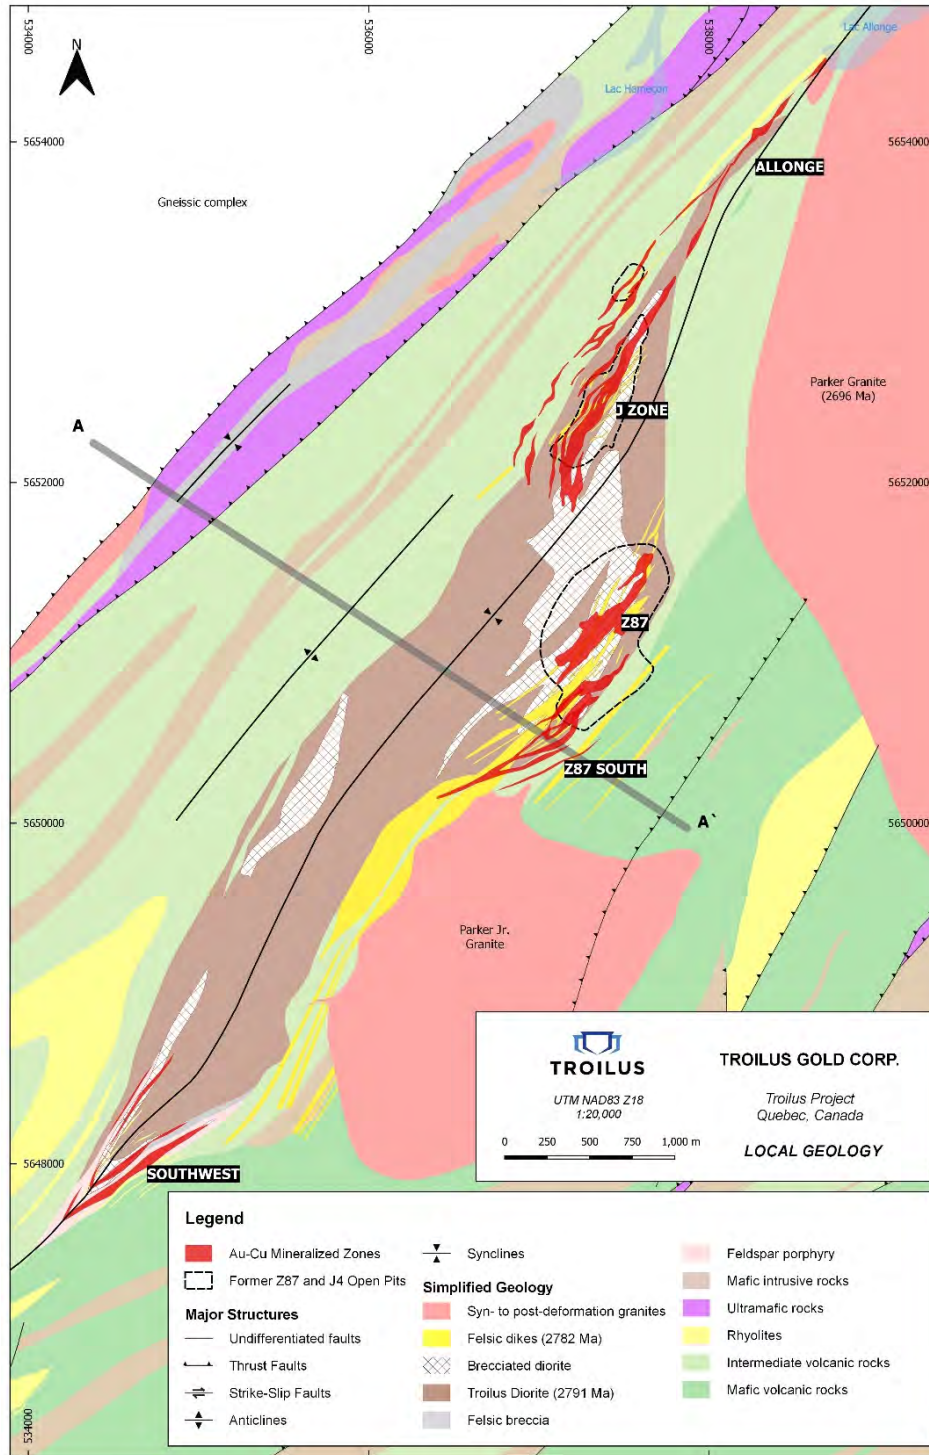 534000
536000
538000
N
Lac Allonge
Lac Hameçon
5654000
5654000
ALLONGE
Gneissic complex
Parker Granite
(2696 Ma)
J ZONE
A
5652000
5652000
Z87
Z87 SOUTH
A`
5650000
5650000
Parker Jr.
Granite
TROILUS
UTM NAD83 Z18
1:20,000
0 250 500 750 1,000 m
TROILUS GOLD CORP.
Troilus Project
Quebec, Canada
LOCAL GEOLOGY
5648000
SOUTHWEST
Legend
Au-Cu Mineralized Zones
Former Z87 and J4 Open Pits
Major Structures
Undifferentiated faults
Thrust Faults
Strike-Slip Faults
Anticlines
Synclines
Simplified Geology
Syn- to post-deformation granites
Felsic dikes (2782 Ma)
Brecciated diorite
Troilus Diorite (2791 Ma)
Felsic breccia
Feldspar porphyry
Mafic intrusive rocks
Ultramafic rocks
Rhyolites
Intermediate volcanic rocks
Mafic volcanic rocks
534000